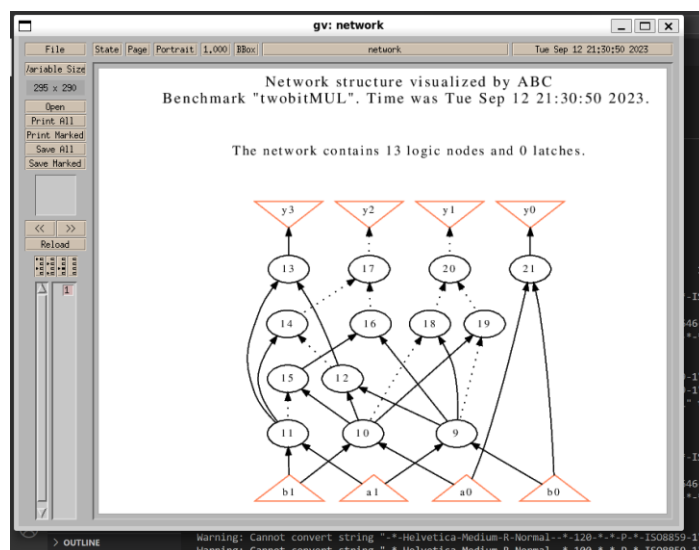 gv: network
File State Page Portrait 1,000 BBox network Tue Sep 12 21:30:50 2023
Variable Size
295 x 290
Open
Print All
Print Marked
Save All
Save Marked
<< >>
Reload
1
Network structure visualized by ABC
Benchmark "twobitMUL". Time was Tue Sep 12 21:30:50 2023.
The network contains 13 logic nodes and 0 latches.
y3 y2 y1 y0
13 17 20 21
14 16 18 19
15 12
11 10 9
b1 a1 a0 b0
> OUTLINE
Warning: Cannot convert string "-*-Helvetica-Medium-R-Normal--*-120-*-*-P-*-ISO8859-1